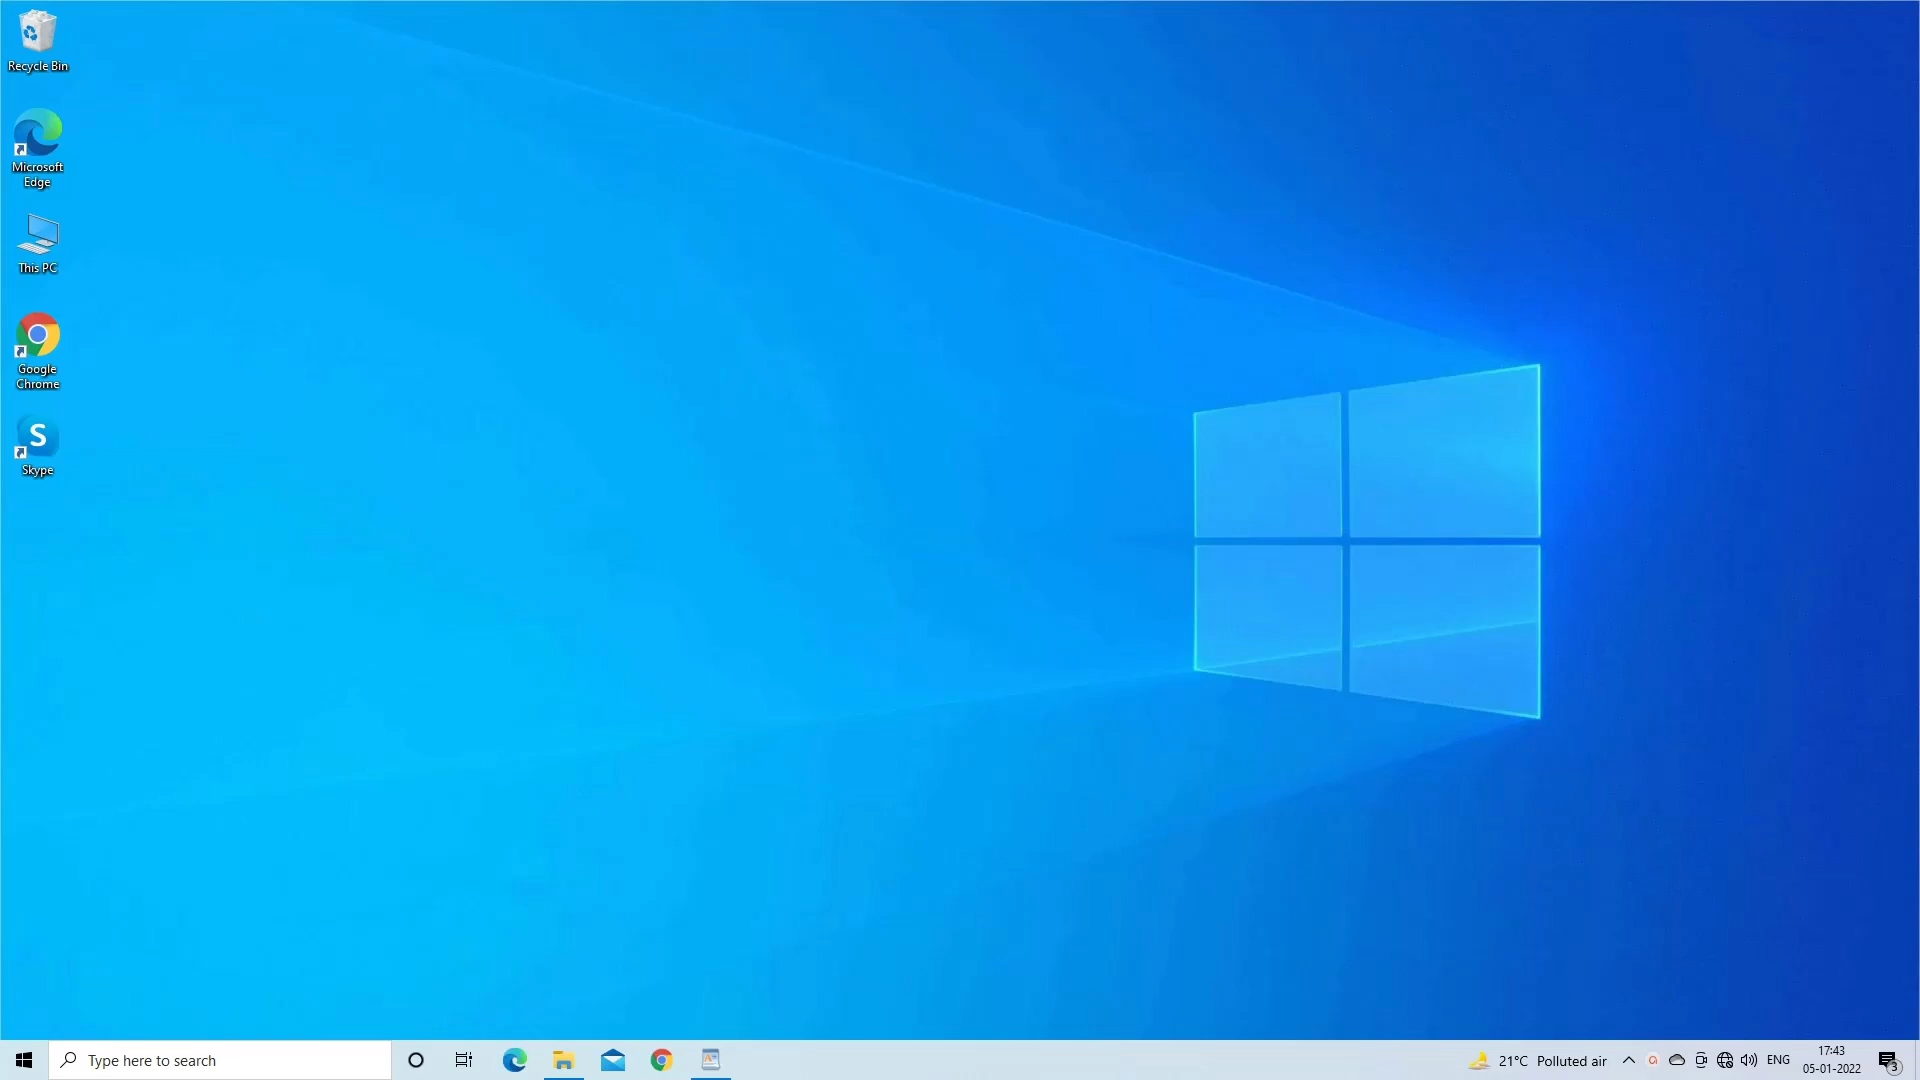 Recycle Bin
Microsoft
Edge
This PC
Google
Chrome
S
Skype
Type here to search
21°C Polluted air
ENG
17:43
05-01-2022
3